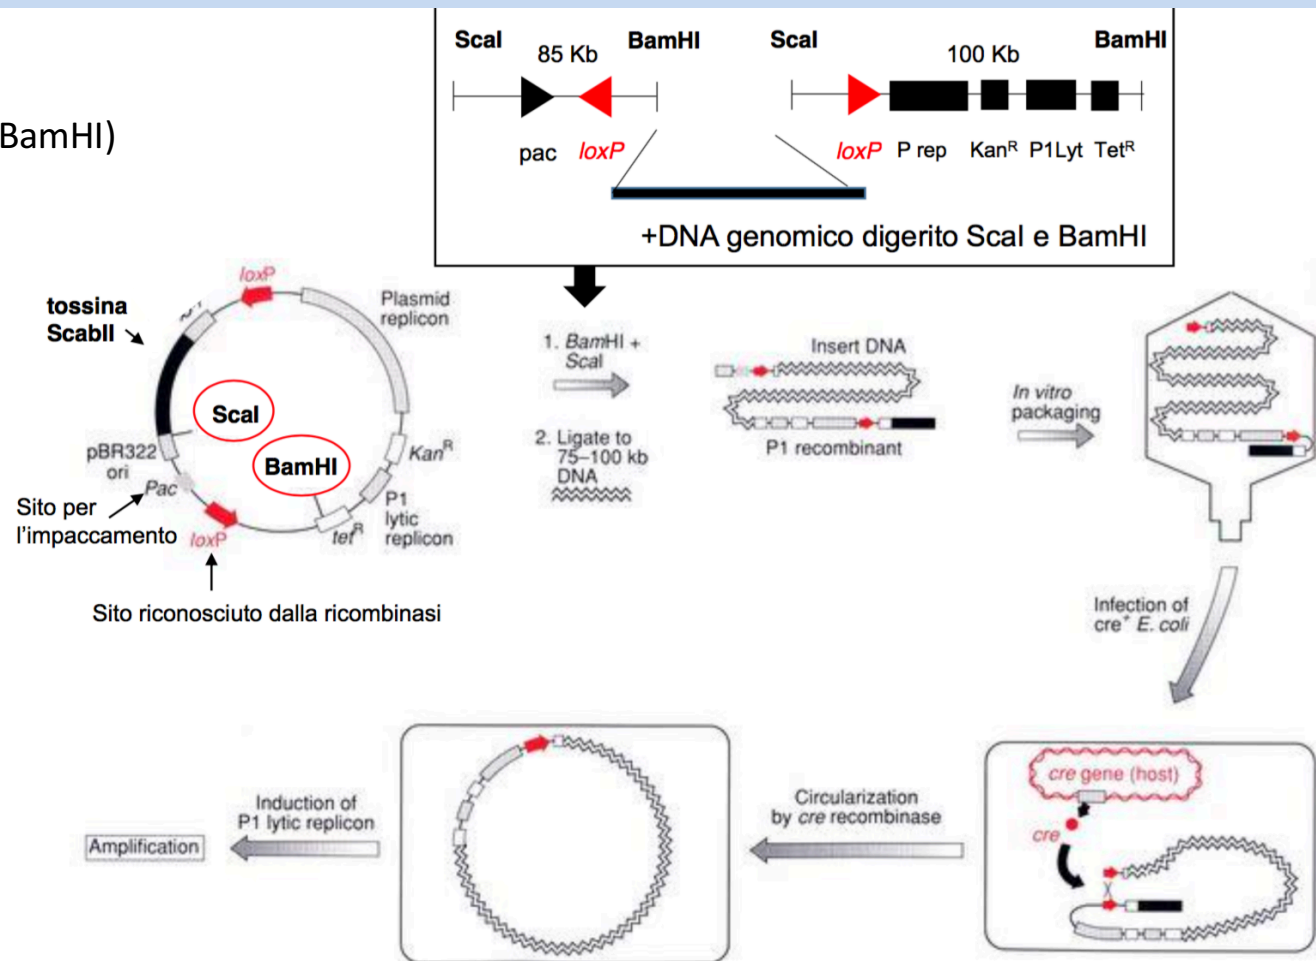 BamHI)
ScaI
85 Kb
BamHI
ScaI
100 Kb
BamHI
pac
loxP
loxP
P rep
Kanᴿ
P1Lyt
Tetᴿ
+DNA genomico digerito ScaI e BamHI
tossina
ScabII
loxP
Plasmid
replicon
ScaI
BamHI
pBR322
ori
Pac
Kanᴿ
P1
lytic
replicon
tetᴿ
loxP
Sito per
l'impaccamento
Sito riconosciuto dalla ricombinasi
1. BamHI +
ScaI
2. Ligate to
75–100 kb
DNA
Insert DNA
P1 recombinant
In vitro
packaging
Infection of
cre⁺ E. coli
cre gene (host)
cre
Circularization
by cre recombinase
Induction of
P1 lytic replicon
Amplification